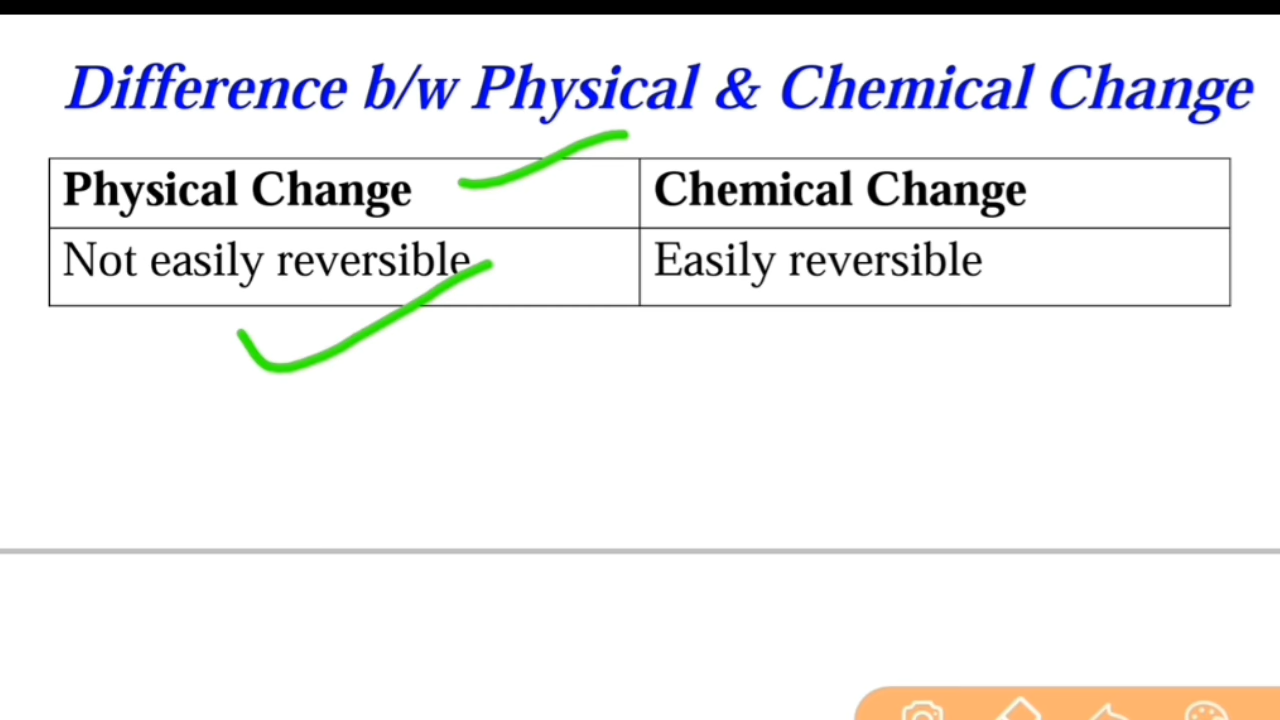 Difference b/w Physical & Chemical Change
Physical Change
Chemical Change
Not easily reversible
Easily reversible